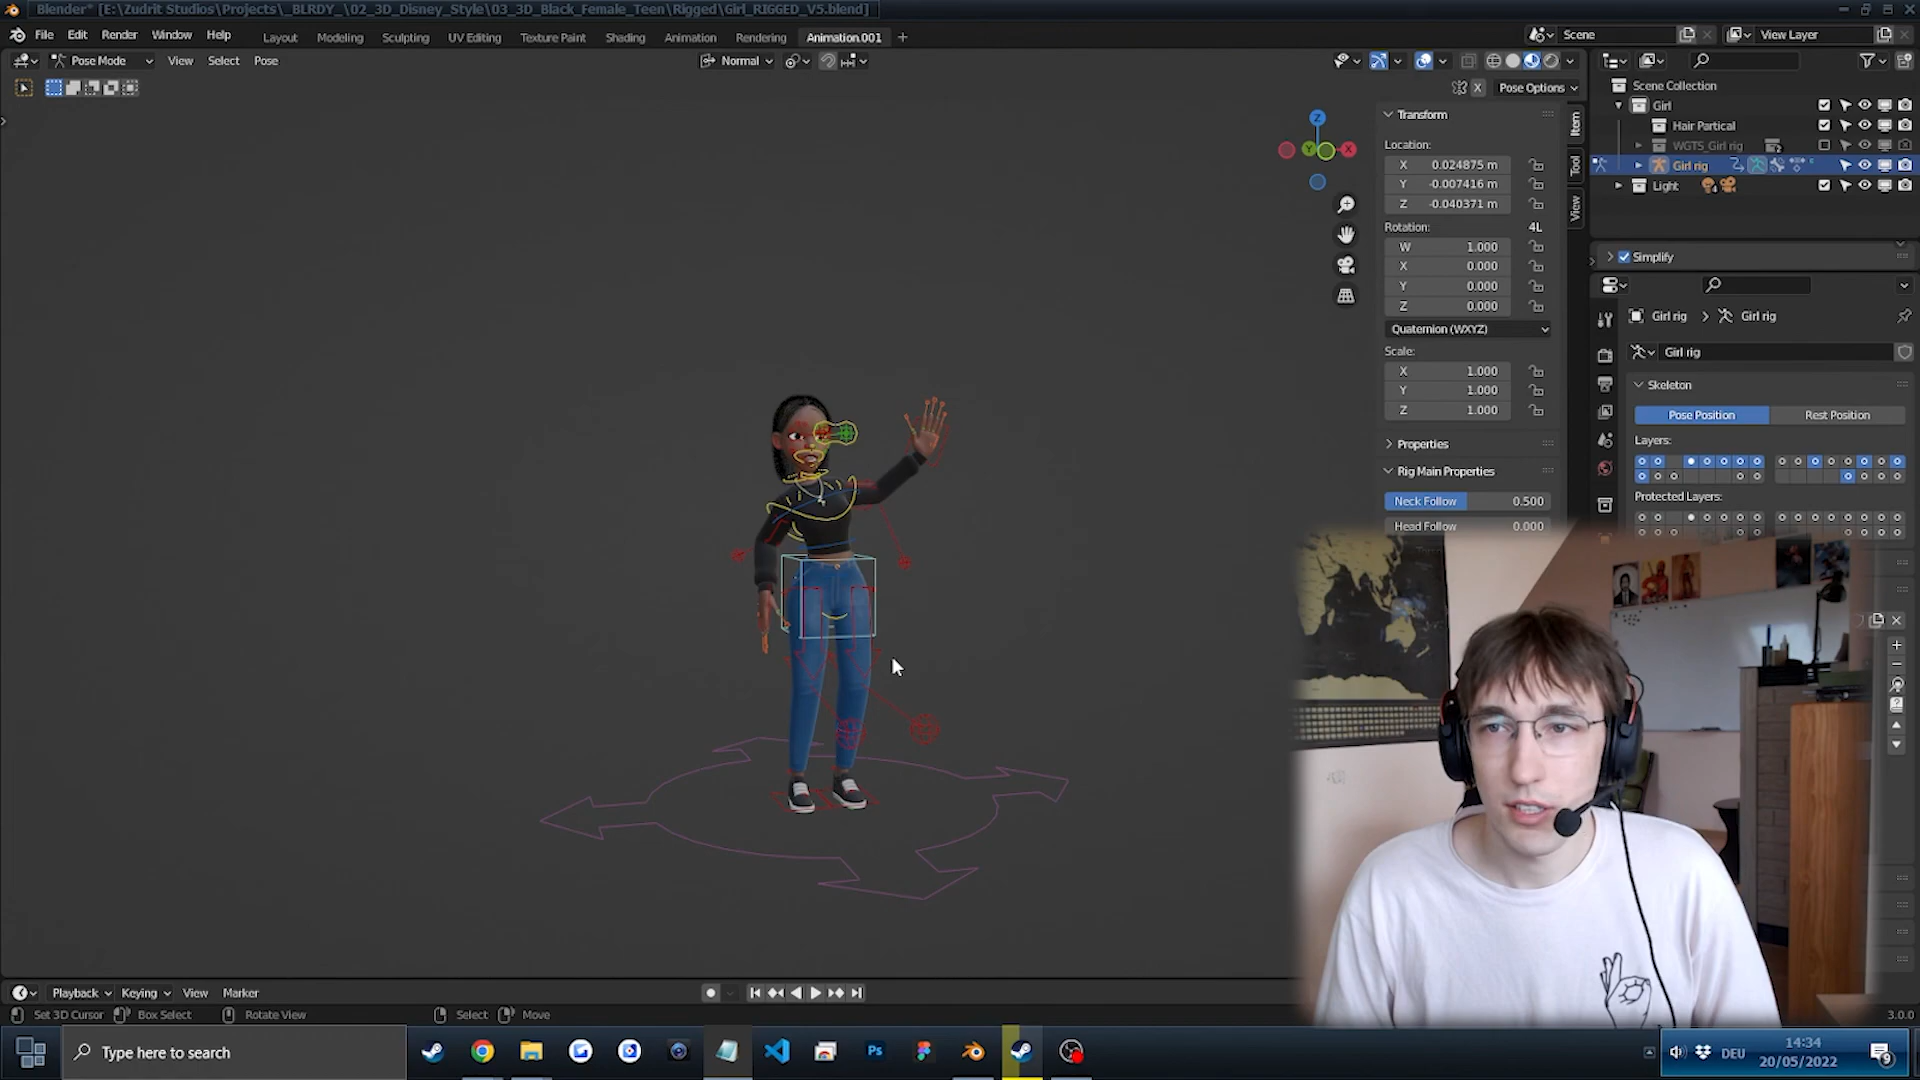 Blender* [E:\Zudrit Studios\Projects\_BLRDY_\02_3D_Disney_Style\03_3D_Black_Female_Teen\Rigged\Girl_RIGGED_V5.blend]
File Edit Render Window Help
Layout Modeling Sculpting UV Editing Texture Paint Shading Animation Rendering Animation.001 +
Scene
View Layer
Pose Mode View Select Pose
Normal
X Pose Options
Scene Collection
Girl
Hair Partical
WGTS_Girl rig
Girl rig
Light
Simplify
Girl rig > Girl rig
Girl rig
Skeleton
Pose Position Rest Position
Layers:
Protected Layers:
Z
Y
X
Item
Tool
View
Transform
Location:
X 0.024875 m
Y -0.007416 m
Z -0.040371 m
Rotation: 4L
W 1.000
X 0.000
Y 0.000
Z 0.000
Quaternion (WXYZ)
Scale:
X 1.000
Y 1.000
Z 1.000
Properties
Rig Main Properties
Neck Follow 0.500
Head Follow 0.000
Playback Keying View Marker
Set 3D Cursor Box Select Rotate View Select Move
3.0.0
Type here to search
Ps
DEU
14:34
20/05/2022
9